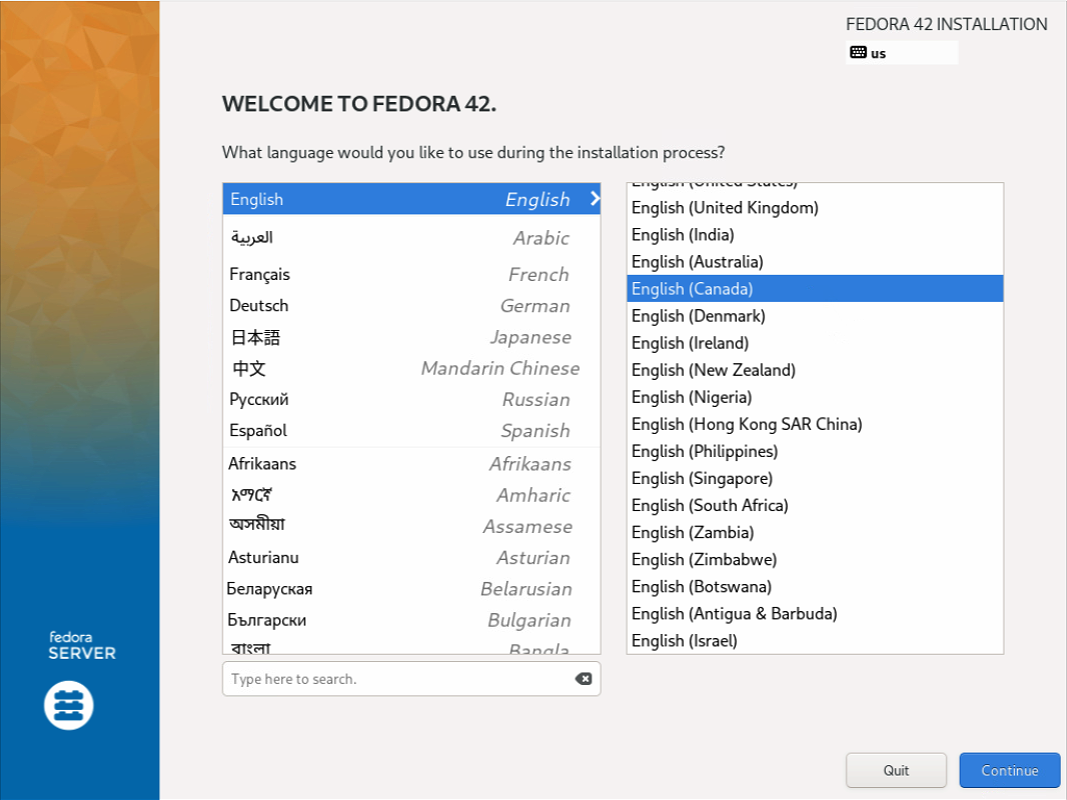 FEDORA 42 INSTALLATION
us
WELCOME TO FEDORA 42.
What language would you like to use during the installation process?
English English
العربية Arabic
Français French
Deutsch German
日本語 Japanese
中文 Mandarin Chinese
Русский Russian
Español Spanish
Afrikaans Afrikaans
አማርኛ Amharic
অসমীয়া Assamese
Asturianu Asturian
Беларуская Belarusian
Български Bulgarian
বাংলা Bangla
Type here to search.
English (United States)
English (United Kingdom)
English (India)
English (Australia)
English (Canada)
English (Denmark)
English (Ireland)
English (New Zealand)
English (Nigeria)
English (Hong Kong SAR China)
English (Philippines)
English (Singapore)
English (South Africa)
English (Zambia)
English (Zimbabwe)
English (Botswana)
English (Antigua & Barbuda)
English (Israel)
fedora
SERVER
Quit
Continue